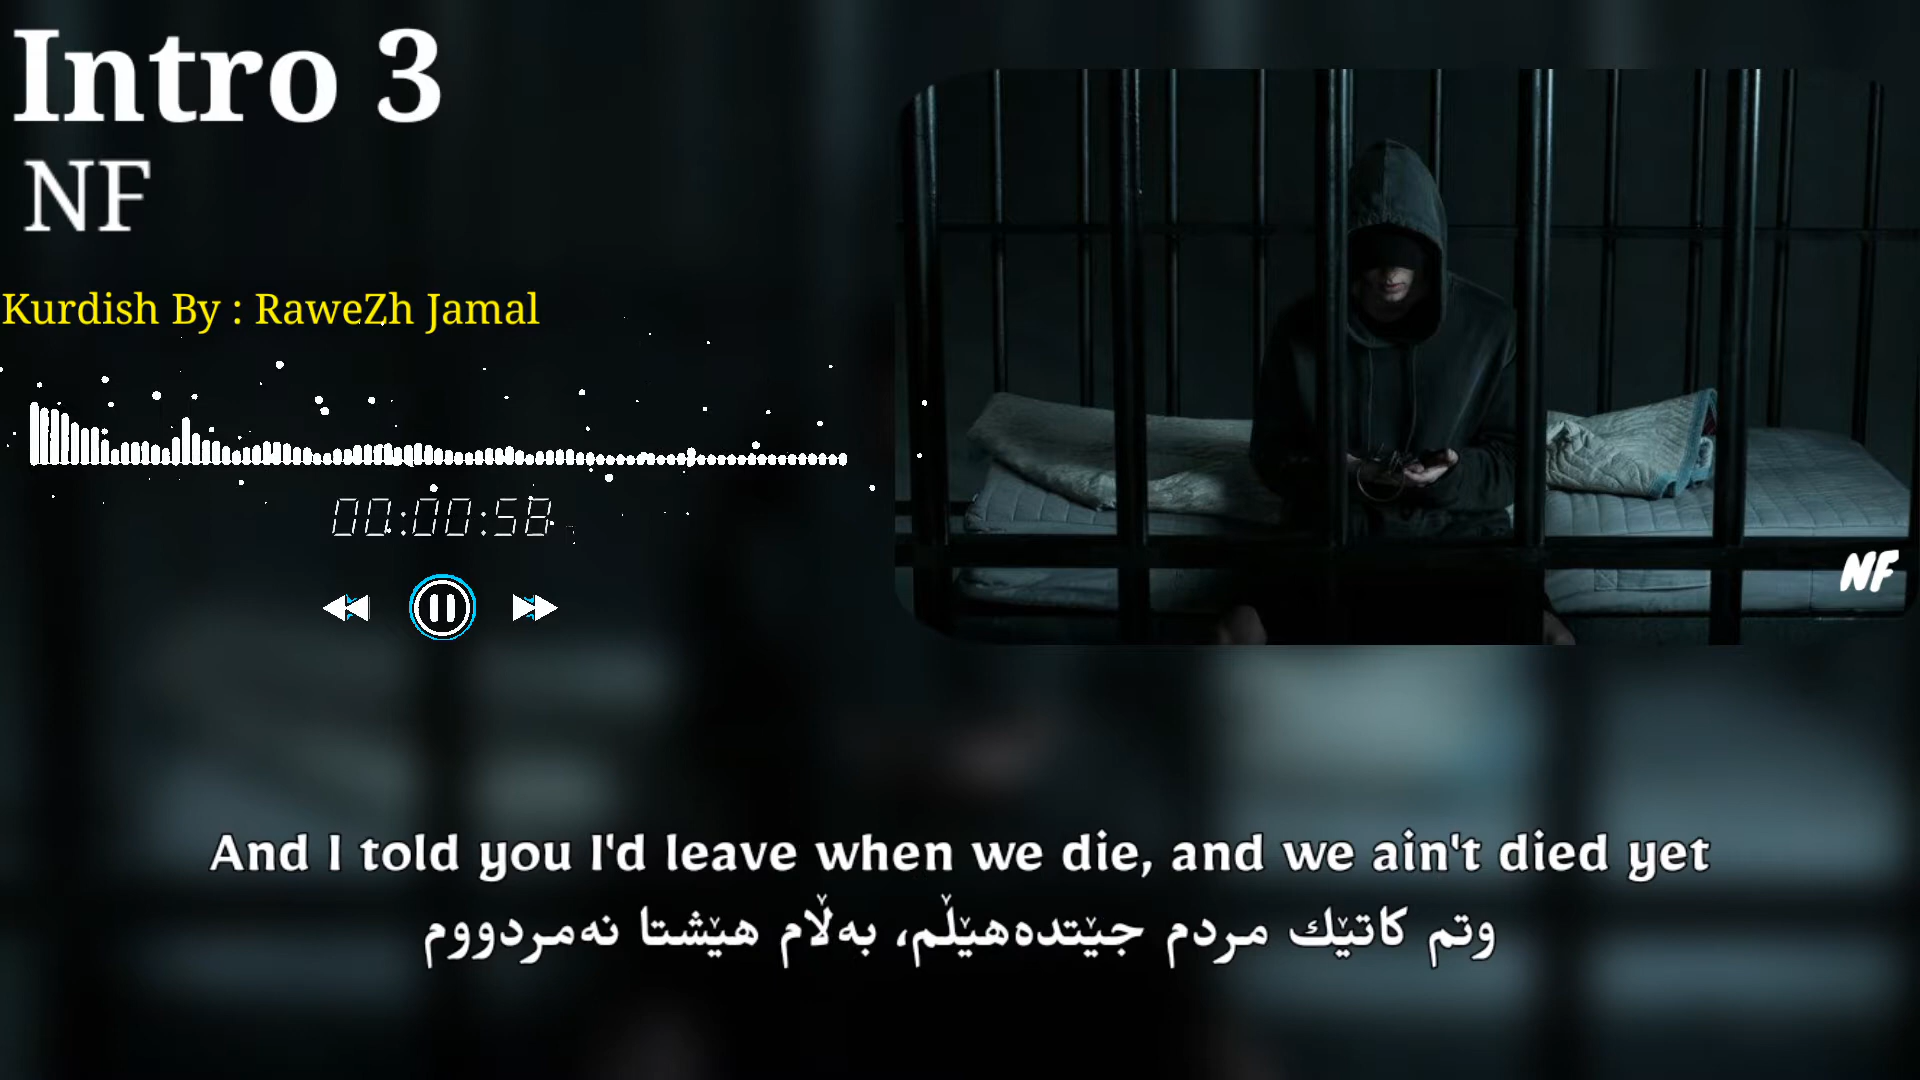 Intro 3
NF
Kurdish By : RaweZh Jamal
00:00:58
NF
And I told you I'd leave when we die, and we ain't died yet
وتم كاتێك مردم جێتدەهێڵم، بەڵام هێشتا نەمردووم